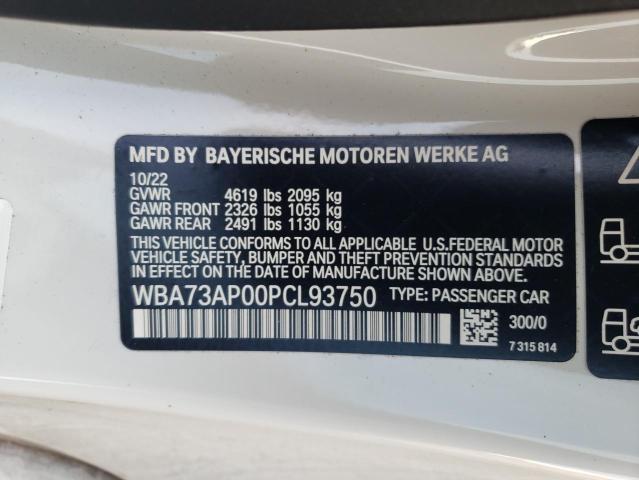 MFD BY BAYERISCHE MOTOREN WERKE AG
10/22
GVWR 4619 lbs 2095 kg
GAWR FRONT 2326 lbs 1055 kg
GAWR REAR 2491 lbs 1130 kg
THIS VEHICLE CONFORMS TO ALL APPLICABLE U.S.FEDERAL MOTOR
VEHICLE SAFETY, BUMPER AND THEFT PREVENTION STANDARDS
IN EFFECT ON THE DATE OF MANUFACTURE SHOWN ABOVE.
WBA73AP00PCL93750 TYPE: PASSENGER CAR
300/0
7 315 814